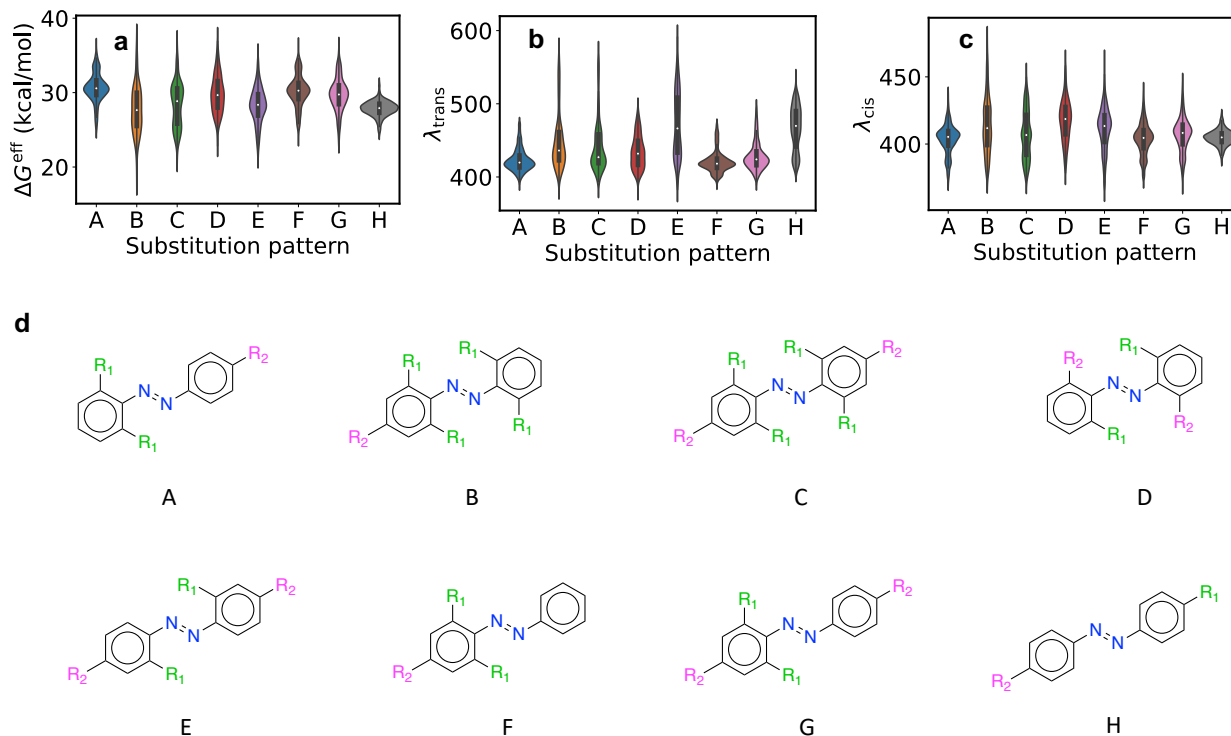 a
ΔG^eff (kcal/mol)
40
30
20
A B C D E F G H
Substitution pattern
b
λ_trans
600
500
400
A B C D E F G H
Substitution pattern
c
λ_cis
450
400
A B C D E F G H
Substitution pattern
d
R₁
N
N
R₁
R₂
A
R₁
R₁
N
N
R₂
R₁
R₁
B
R₁
R₁
R₂
N
N
R₂
R₁
R₁
C
R₂
R₁
N
N
R₁
R₂
D
R₁
R₂
N
N
R₂
R₁
E
R₁
N
N
R₂
R₁
F
R₁
R₂
N
N
R₂
R₁
G
R₁
N
N
R₂
H